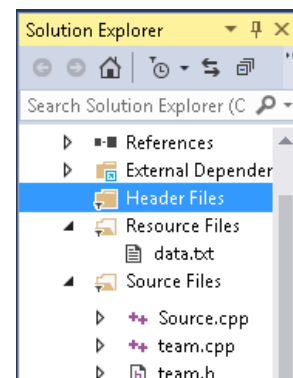 Solution Explorer
Search Solution Explorer (C
References
External Depender
Header Files
Resource Files
data.txt
Source Files
Source.cpp
team.cpp
team.h